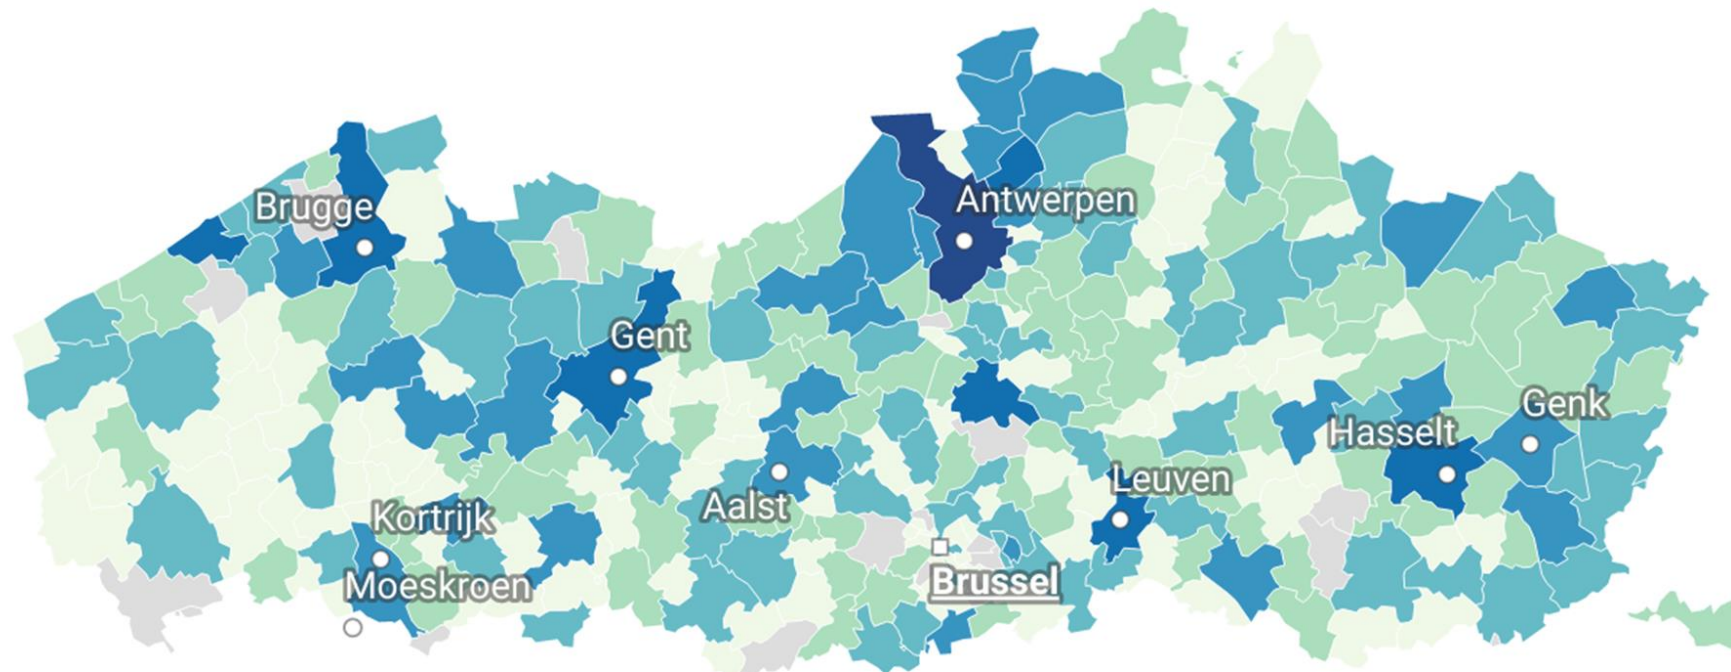 Brugge
Antwerpen
Gent
Genk
Hasselt
Leuven
Aalst
Kortrijk
Brussel
Moeskroen